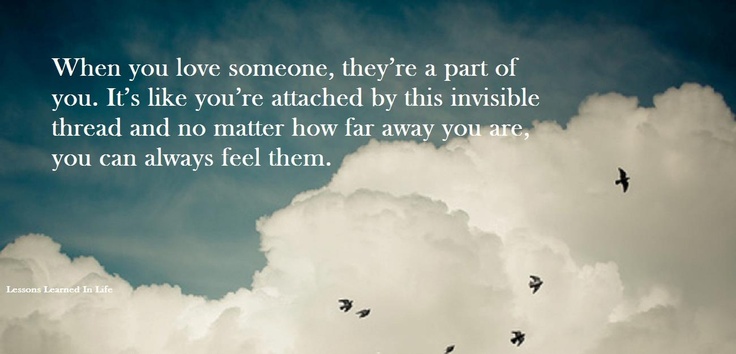 When you love someone, they're a part of
you. It's like you're attached by this invisible
thread and no matter how far away you are,
you can always feel them.
Lessons Learned In Life